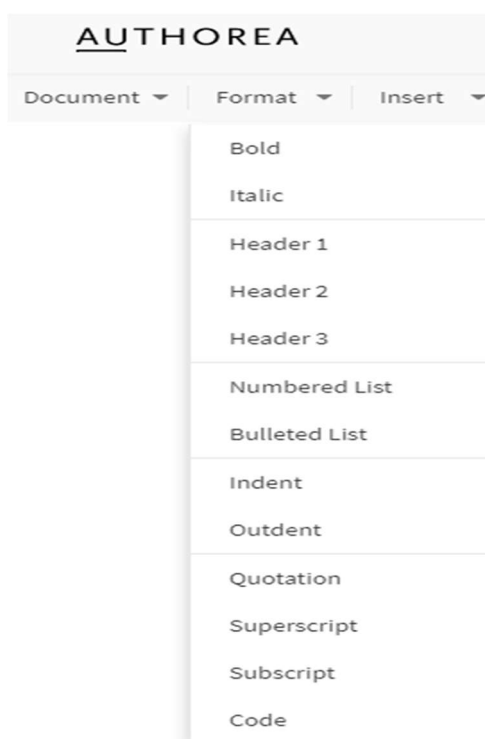 AUTHOREA
Document Format Insert
Bold
Italic
Header 1
Header 2
Header 3
Numbered List
Bulleted List
Indent
Outdent
Quotation
Superscript
Subscript
Code